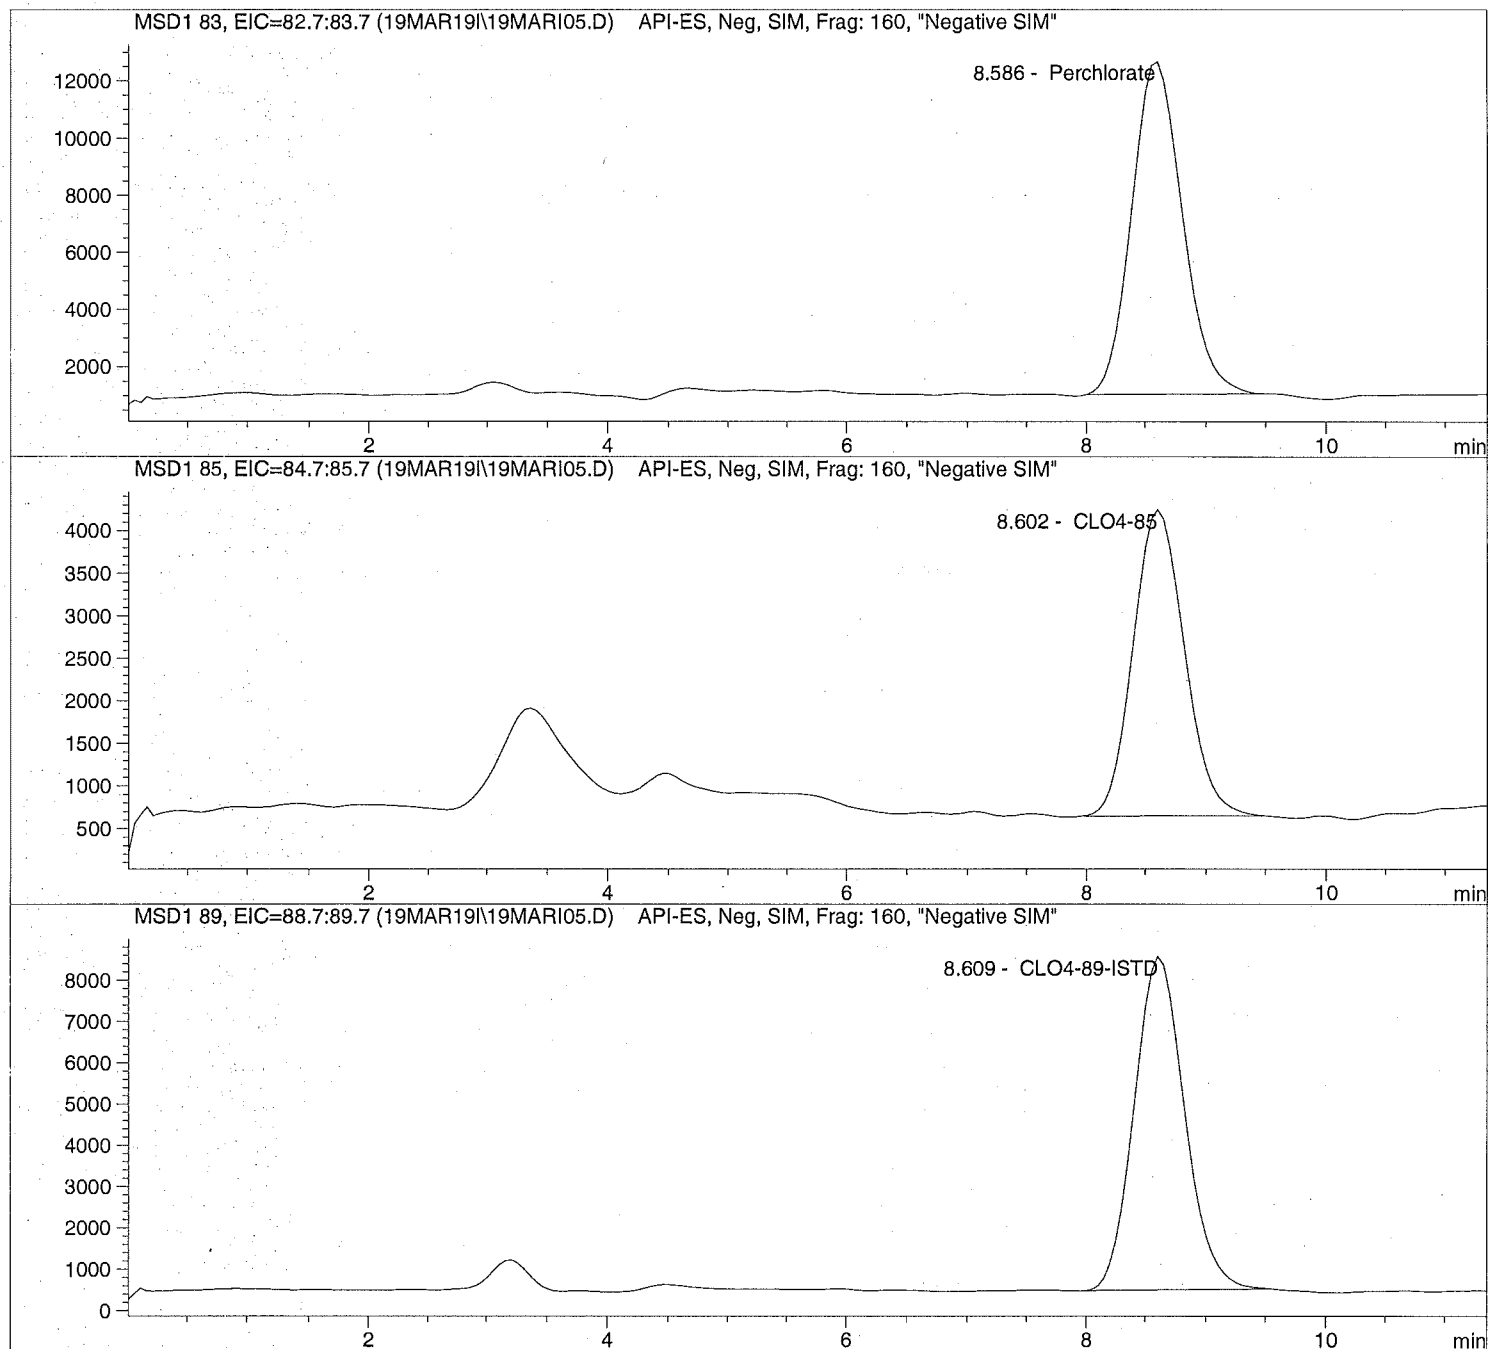 MSD1 83, EIC=82.7:83.7 (19MAR19I\19MARI05.D) API-ES, Neg, SIM, Frag: 160, "Negative SIM"
8.586 - Perchlorate
12000
10000
8000
6000
4000
2000
2 4 6 8 10 min
MSD1 85, EIC=84.7:85.7 (19MAR19I\19MARI05.D) API-ES, Neg, SIM, Frag: 160, "Negative SIM"
8.602 - CLO4-85
4000
3500
3000
2500
2000
1500
1000
500
2 4 6 8 10 min
MSD1 89, EIC=88.7:89.7 (19MAR19I\19MARI05.D) API-ES, Neg, SIM, Frag: 160, "Negative SIM"
8.609 - CLO4-89-ISTD
8000
7000
6000
5000
4000
3000
2000
1000
0
2 4 6 8 10 min